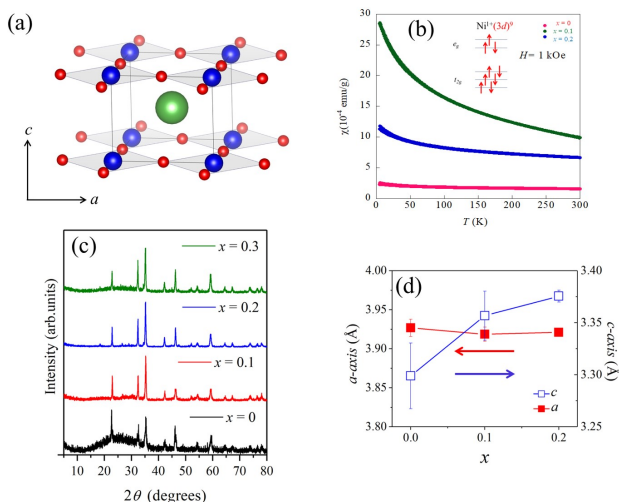 (a)
c
a
(b)
Ni¹⁺(3d)⁹
e_g
t_2g
x = 0
x = 0.1
x = 0.2
H = 1 kOe
χ(10⁻⁴ emu/g)
30
25
20
15
10
5
0
0 50 100 150 200 250 300
T (K)
(c)
x = 0.3
x = 0.2
x = 0.1
x = 0
Intensity (arb.units)
10 20 30 40 50 60 70 80
2θ (degrees)
(d)
4.00
3.95
3.90
3.85
3.80
a-axis (Å)
3.40
3.35
3.30
3.25
c-axis (Å)
c
a
0.0 0.1 0.2
x